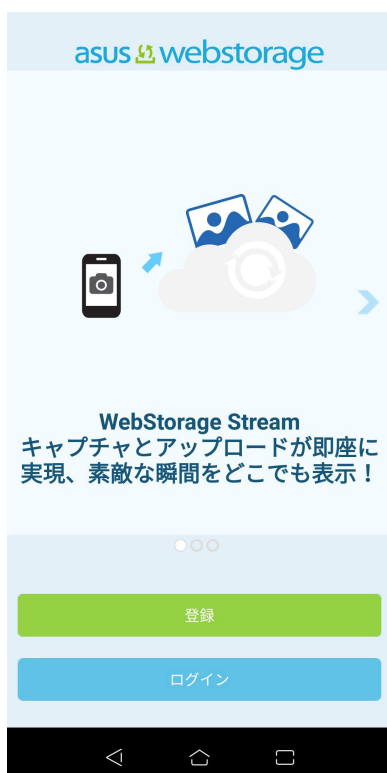 asus webstorage
WebStorage Stream
キャプチャとアップロードが即座に
実現、素敵な瞬間をどこでも表示！
登録
ログイン